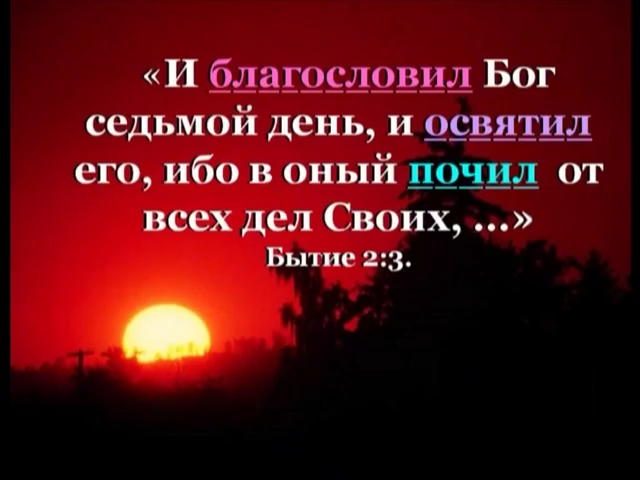 «И благословил Бог
седьмой день, и освятил
его, ибо в оный почил от
всех дел Своих, ...»
Бытие 2:3.